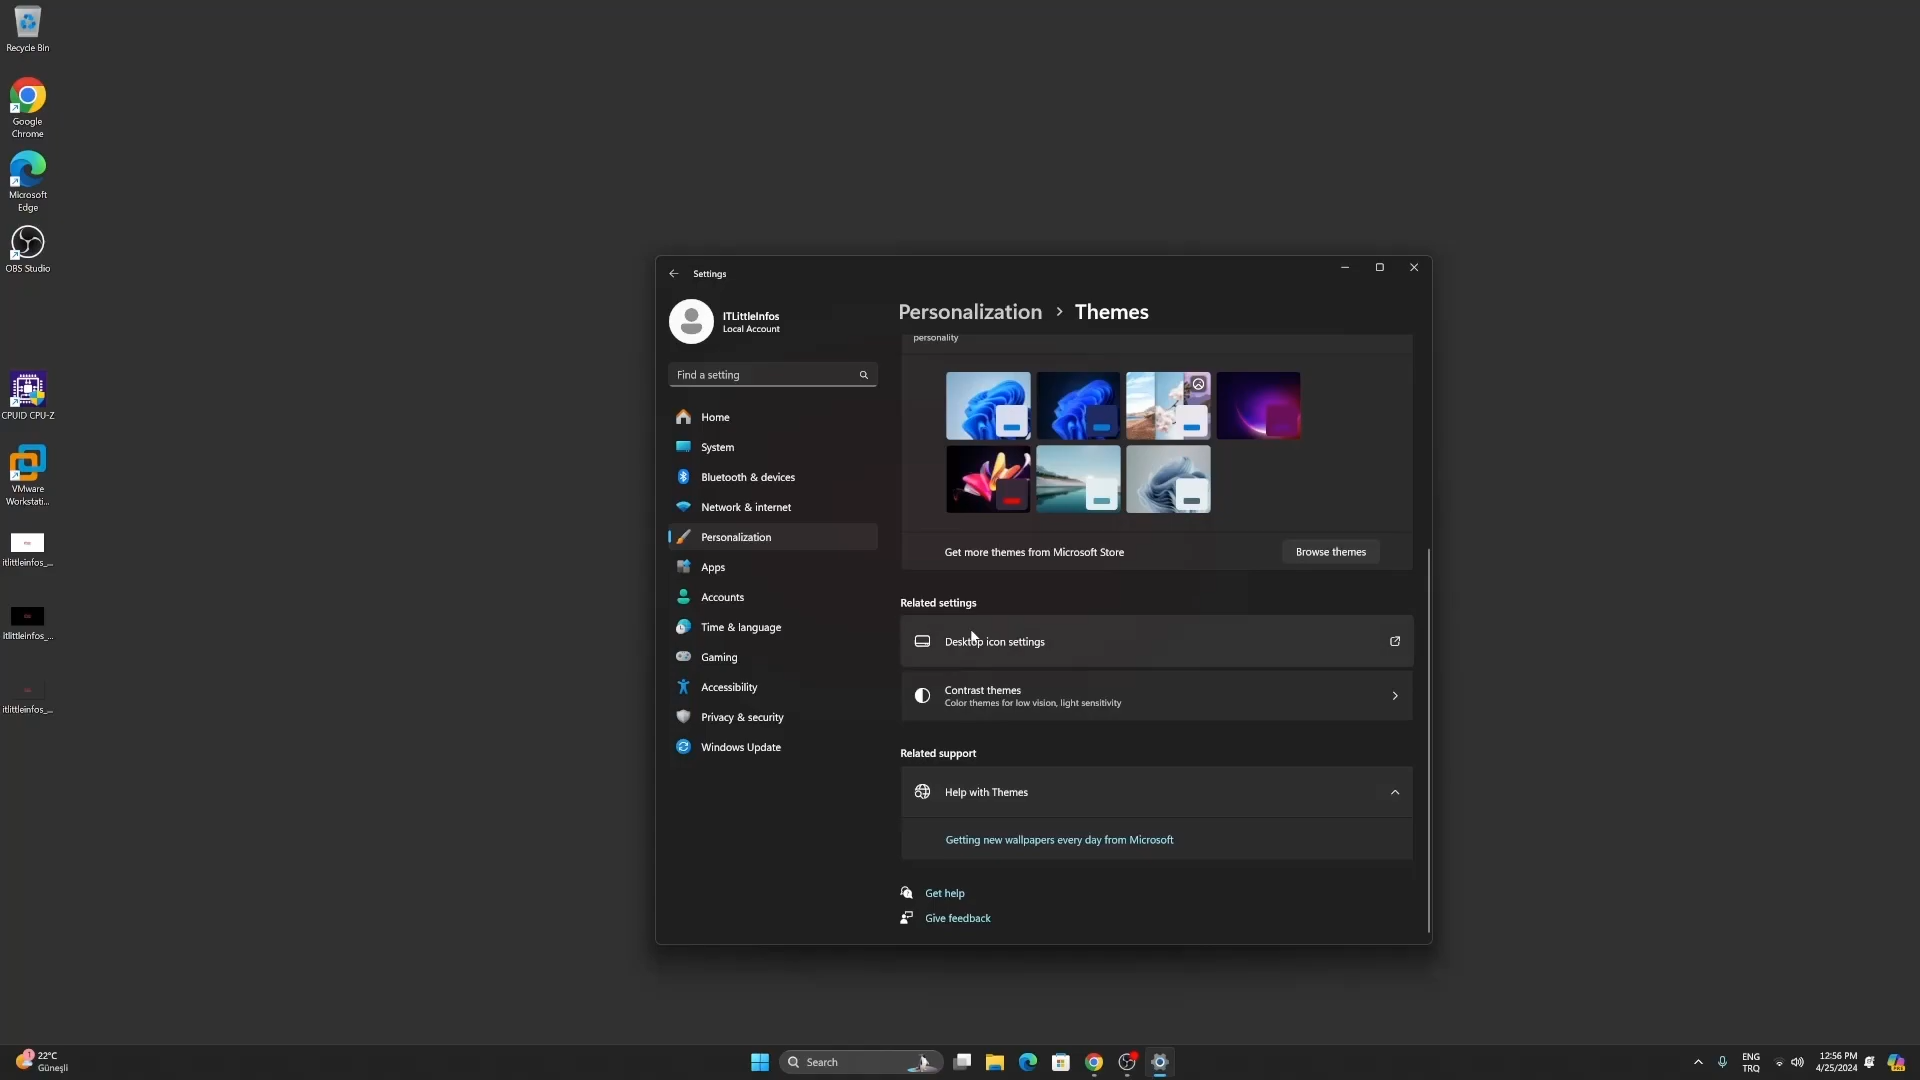 Recycle Bin
Google
Chrome
Microsoft
Edge
OBS Studio
CPUID CPU-Z
VMware
Workstati...
itlittleinfos_...
itlittleinfos_...
itlittleinfos_...
Settings
ITLittleInfos
Local Account
Find a setting
Home
System
Bluetooth & devices
Network & internet
Personalization
Apps
Accounts
Time & language
Gaming
Accessibility
Privacy & security
Windows Update
Personalization > Themes
personality
Get more themes from Microsoft Store
Browse themes
Related settings
Desktop icon settings
Contrast themes
Color themes for low vision, light sensitivity
Related support
Help with Themes
Getting new wallpapers every day from Microsoft
Get help
Give feedback
1
22°C
Güneşli
Search
ENG
TRQ
12:56 PM
4/25/2024